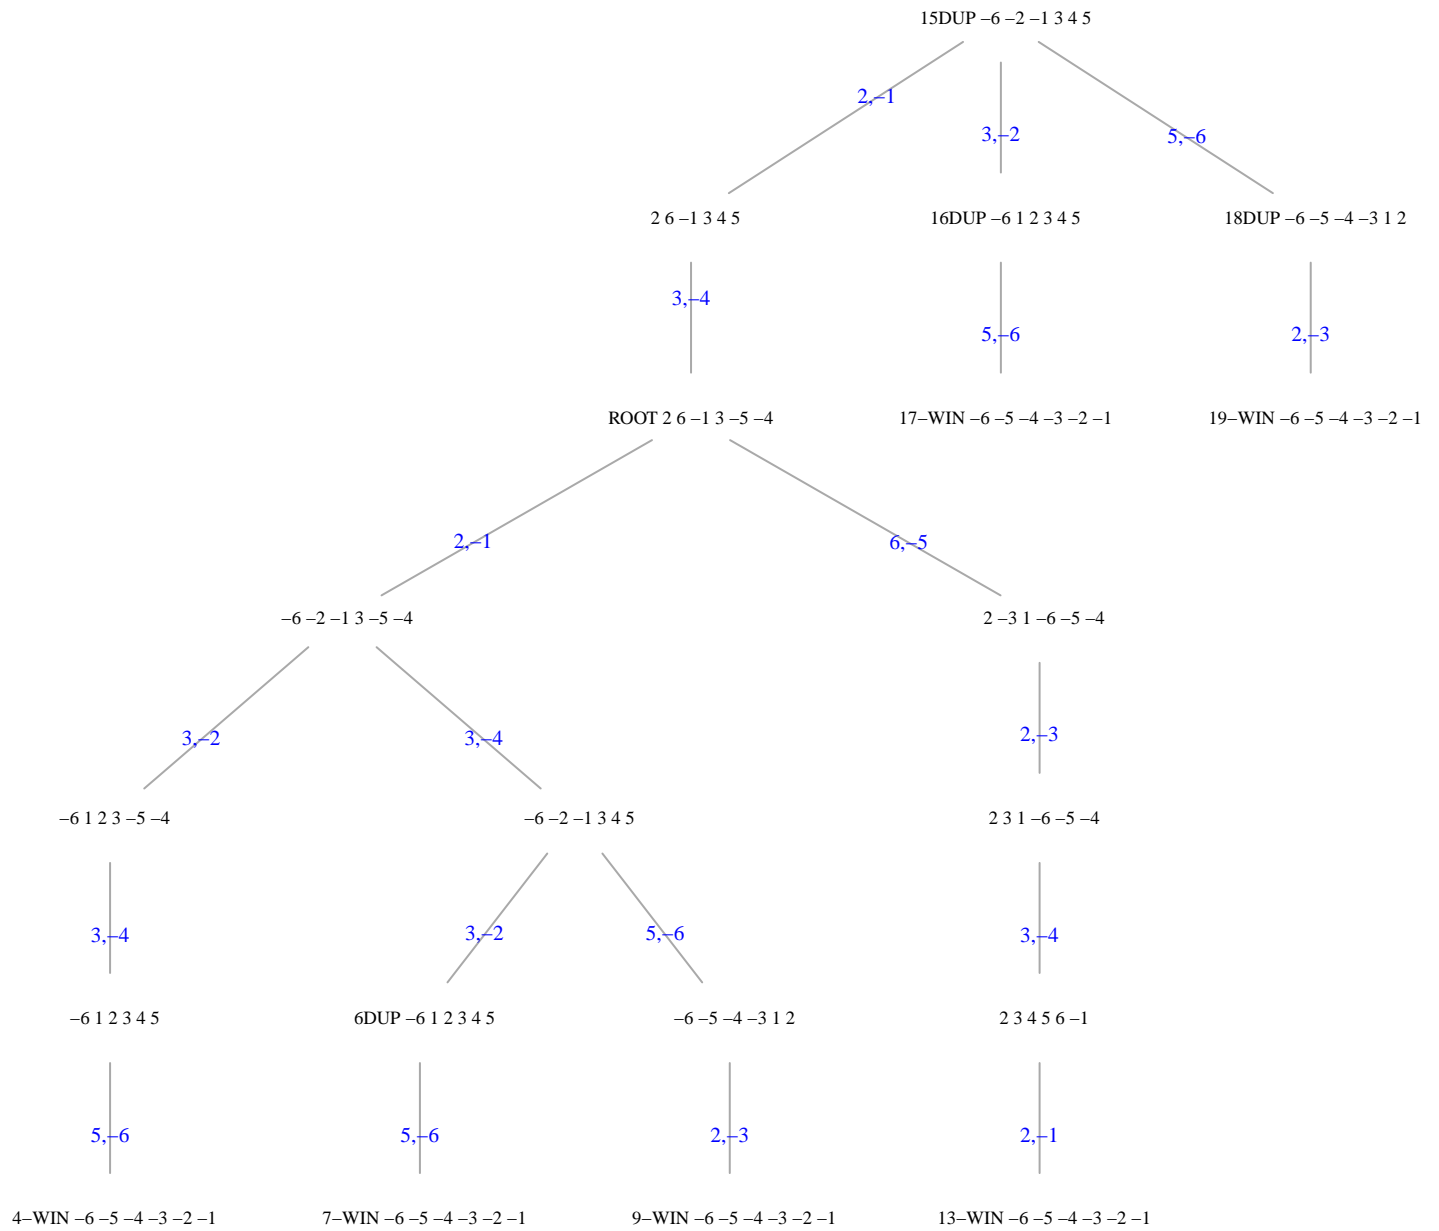 15DUP –6 –2 –1 3 4 5
2,–1
3,–2
5,–6
2 6 –1 3 4 5
16DUP –6 1 2 3 4 5
18DUP –6 –5 –4 –3 1 2
3,–4
5,–6
2,–3
ROOT 2 6 –1 3 –5 –4
17–WIN –6 –5 –4 –3 –2 –1
19–WIN –6 –5 –4 –3 –2 –1
2,–1
6,–5
–6 –2 –1 3 –5 –4
2 –3 1 –6 –5 –4
3,–2
3,–4
2,–3
–6 1 2 3 –5 –4
–6 –2 –1 3 4 5
2 3 1 –6 –5 –4
3,–4
3,–2
5,–6
3,–4
–6 1 2 3 4 5
6DUP –6 1 2 3 4 5
–6 –5 –4 –3 1 2
2 3 4 5 6 –1
5,–6
5,–6
2,–3
2,–1
4–WIN –6 –5 –4 –3 –2 –1
7–WIN –6 –5 –4 –3 –2 –1
9–WIN –6 –5 –4 –3 –2 –1
13–WIN –6 –5 –4 –3 –2 –1